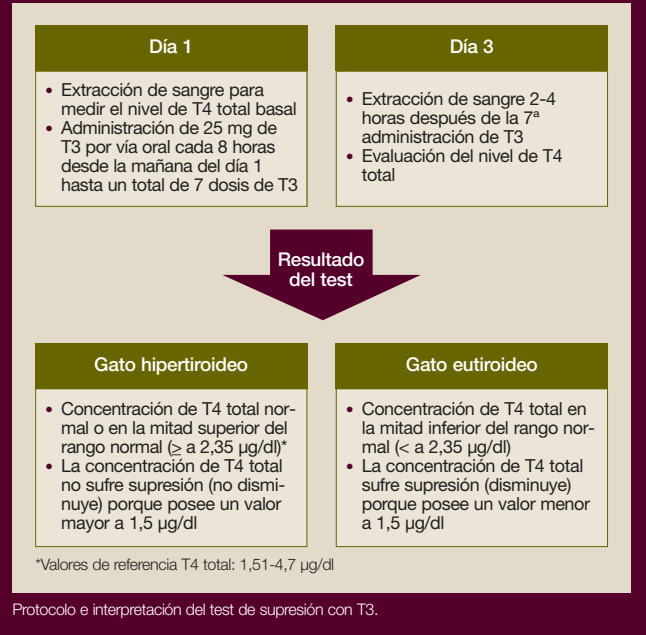 Día 1
• Extracción de sangre para
medir el nivel de T4 total basal
• Administración de 25 mg de
T3 por vía oral cada 8 horas
desde la mañana del día 1
hasta un total de 7 dosis de T3
Día 3
• Extracción de sangre 2-4
horas después de la 7ª
administración de T3
• Evaluación del nivel de T4
total
Resultado
del test
Gato hipertiroideo
• Concentración de T4 total nor-
mal o en la mitad superior del
rango normal (≥ a 2,35 µg/dl)*
• La concentración de T4 total
no sufre supresión (no dismi-
nuye) porque posee un valor
mayor a 1,5 µg/dl
Gato eutiroideo
• Concentración de T4 total en
la mitad inferior del rango nor-
mal (< a 2,35 µg/dl)
• La concentración de T4 total
sufre supresión (disminuye)
porque posee un valor menor
a 1,5 µg/dl
*Valores de referencia T4 total: 1,51-4,7 µg/dl
Protocolo e interpretación del test de supresión con T3.